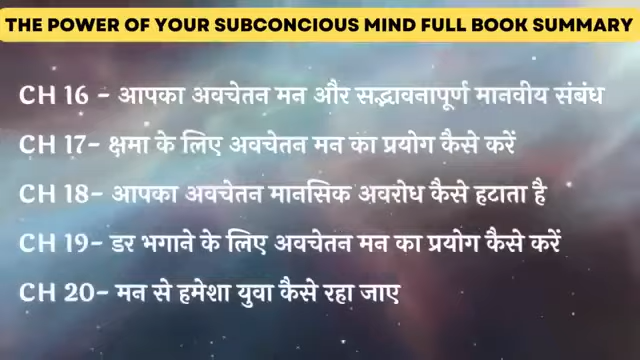 THE POWER OF YOUR SUBCONCIOUS MIND FULL BOOK SUMMARY
CH 16 - आपका अवचेतन मन और सद्भावनापूर्ण मानवीय संबंध
CH 17- क्षमा के लिए अवचेतन मन का प्रयोग कैसे करें
CH 18- आपका अवचेतन मानसिक अवरोध कैसे हटाता है
CH 19- डर भगाने के लिए अवचेतन मन का प्रयोग कैसे करें
CH 20- मन से हमेशा युवा कैसे रहा जाए